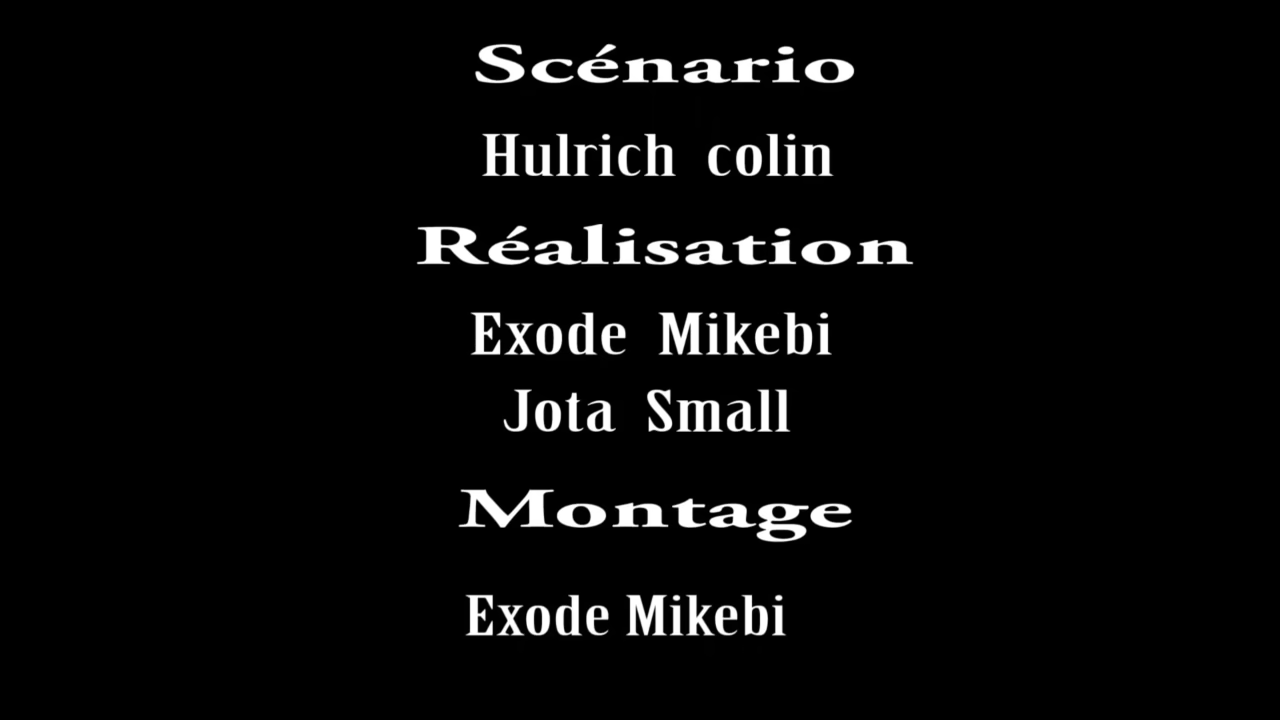 Scénario
Hulrich colin
Réalisation
Exode Mikebi
Jota Small
Montage
Exode Mikebi